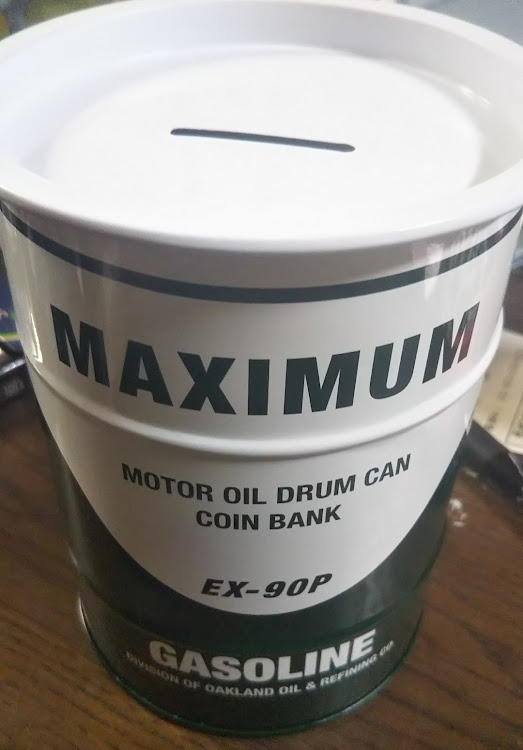 MAXIMUM
MOTOR OIL DRUM CAN
COIN BANK
EX-90P
GASOLINE
DIVISION OF OAKLAND OIL & REFINING CO.